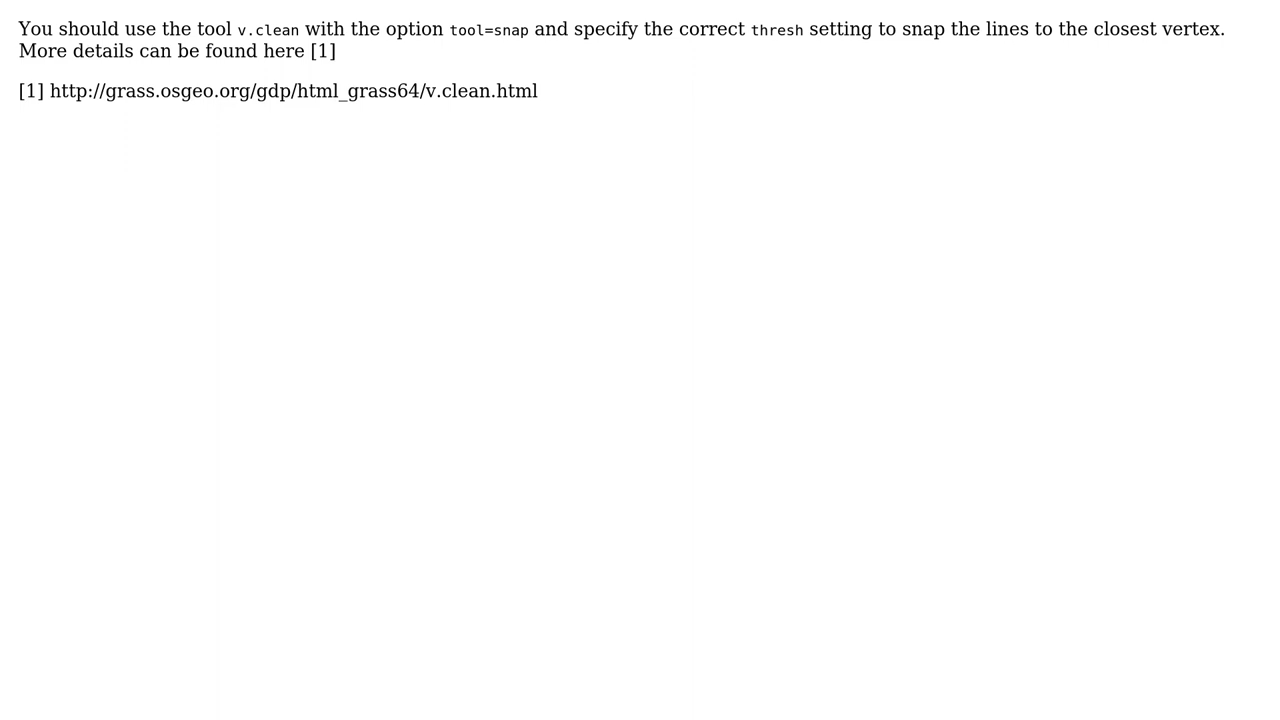 You should use the tool v.clean with the option tool=snap and specify the correct thresh setting to snap the lines to the closest vertex.
More details can be found here [1]
[1] http://grass.osgeo.org/gdp/html_grass64/v.clean.html